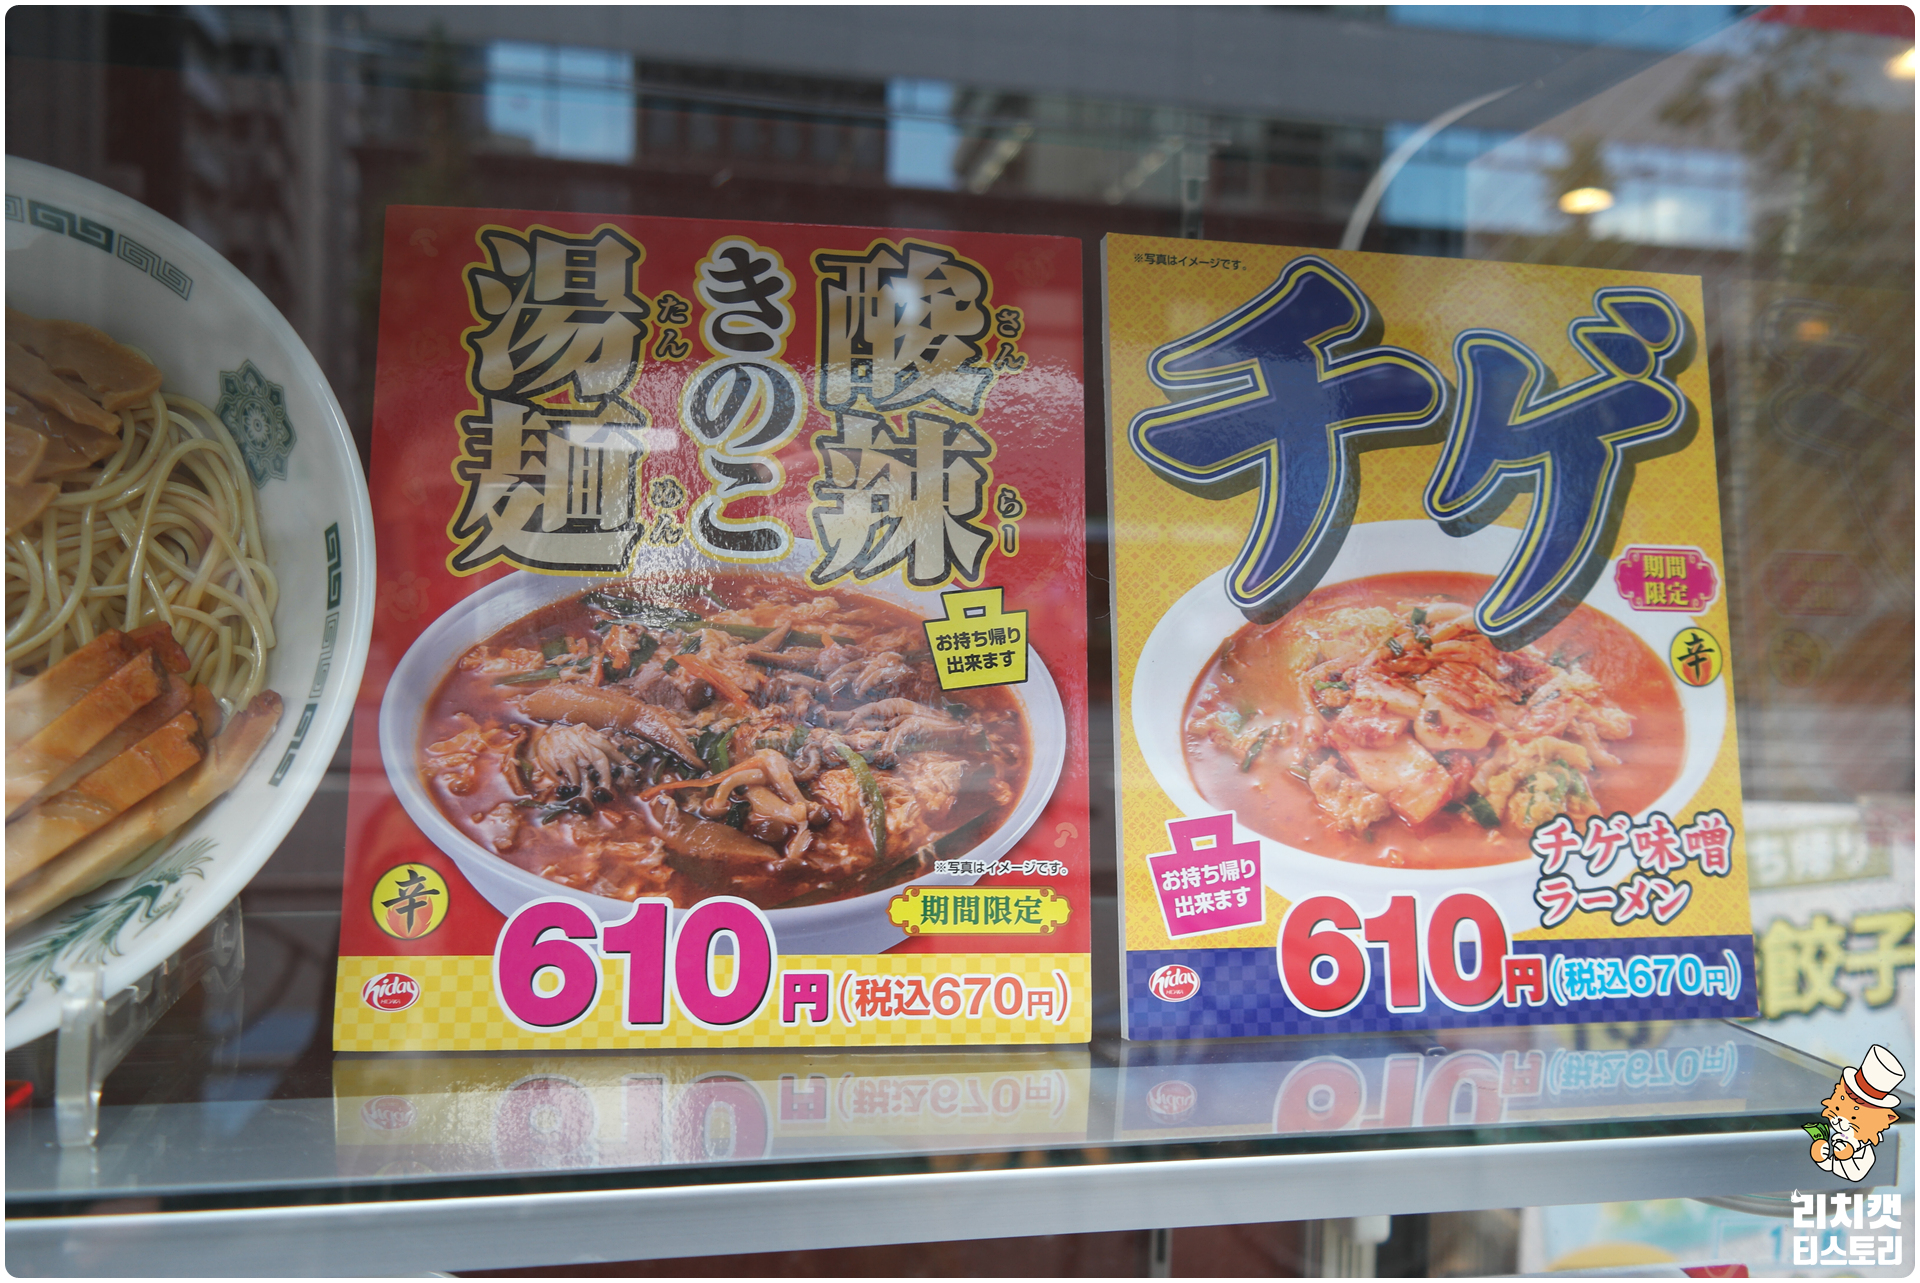 酸辣
さんらー
きのこ
湯麺
たんめん
お持ち帰り
出来ます
※写真はイメージです。
期間限定
辛
hiday
HIDAKA
610円(税込670円)
※写真はイメージです。
チゲ
期間
限定
辛
チゲ味噌
ラーメン
お持ち帰り
出来ます
hiday
HIDAKA
610円(税込670円)
餃子
리치캣
티스토리